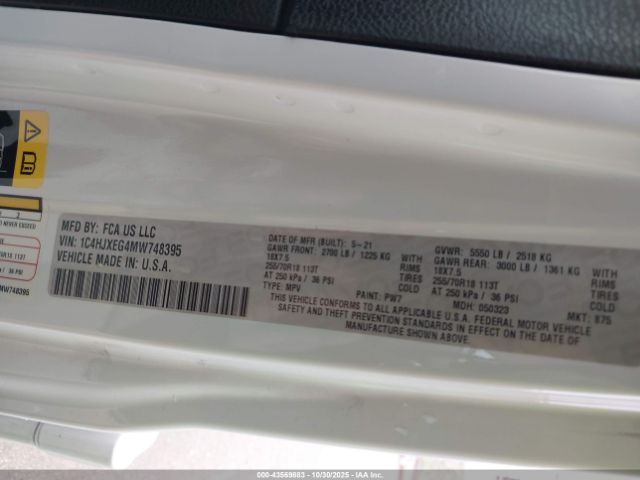 MFD BY: FCA US LLC
VIN: 1C4HJXEG4MW748395
VEHICLE MADE IN: U.S.A.
DATE OF MFR (BUILT): 5-21
GAWR FRONT: 2700 LB / 1225 KG WITH
18X7.5 RIMS
255/70R18 113T TIRES
AT 250 kPa / 36 PSI COLD
TYPE: MPV PAINT: PW7
GVWR: 5550 LB / 2518 KG
GAWR REAR: 3000 LB / 1361 KG WITH
18X7.5 RIMS
255/70R18 113T TIRES
AT 250 kPa / 36 PSI COLD
MDH: 050323 MKT:
THIS VEHICLE CONFORMS TO ALL APPLICABLE U.S.A. FEDERAL MOTOR VEHICLE
SAFETY AND THEFT PREVENTION STANDARDS IN EFFECT ON THE DATE OF
MANUFACTURE SHOWN ABOVE.
NEVER EXCEED
MW748395
000-43569883 | 10/30/2025 | IAA Inc.